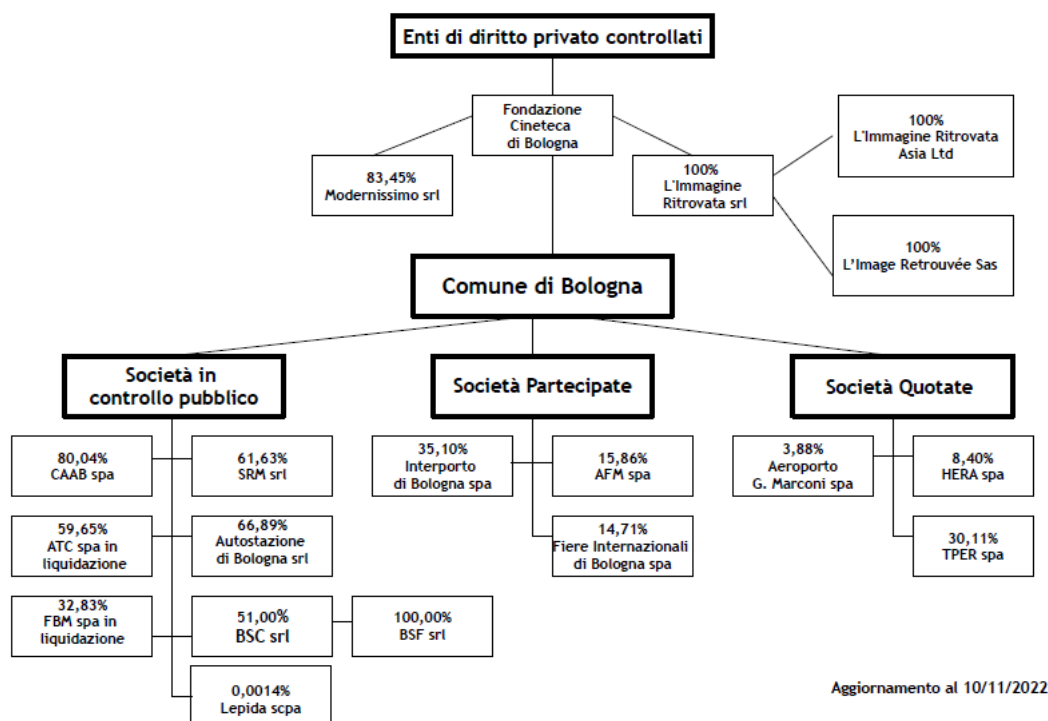 Enti di diritto privato controllati
Fondazione
Cineteca
di Bologna
83,45%
Modernissimo srl
100%
L'Immagine
Ritrovata srl
100%
L'Immagine Ritrovata
Asia Ltd
100%
L’Image Retrouvée Sas
Comune di Bologna
Società in
controllo pubblico
Società Partecipate
Società Quotate
80,04%
CAAB spa
61,63%
SRM srl
59,65%
ATC spa in
liquidazione
66,89%
Autostazione
di Bologna srl
32,83%
FBM spa in
liquidazione
51,00%
BSC srl
100,00%
BSF srl
0,0014%
Lepida scpa
35,10%
Interporto
di Bologna spa
15,86%
AFM spa
14,71%
Fiere Internazionali
di Bologna spa
3,88%
Aeroporto
G. Marconi spa
8,40%
HERA spa
30,11%
TPER spa
Aggiornamento al 10/11/2022